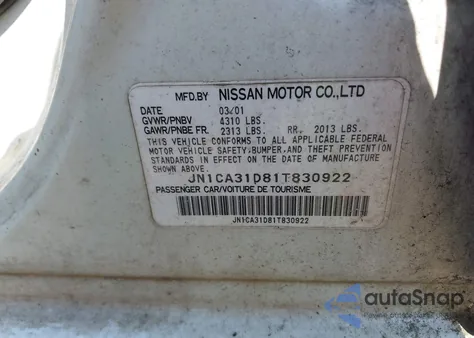 MFD.BY NISSAN MOTOR CO.,LTD
DATE 03/01
GVWR/PNBV 4310 LBS.
GAWR/PNBE FR. 2313 LBS. RR. 2013 LBS.
THIS VEHICLE CONFORMS TO ALL APPLICABLE FEDERAL
MOTOR VEHICLE SAFETY,BUMPER,AND THEFT PREVENTION
STANDARDS IN EFFECT ON THE DATE OF MANUFACTURE
SHOWN ABOVE.
JN1CA31D81T830922
PASSENGER CAR/VOITURE DE TOURISME
JN1CA31D81T830922
autoSnap